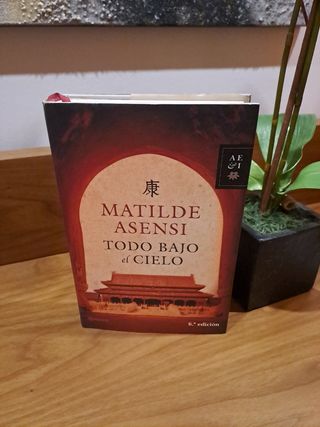 AE
&I
康
MATILDE
ASENSI
TODO BAJO
el CIELO
6.ª edición